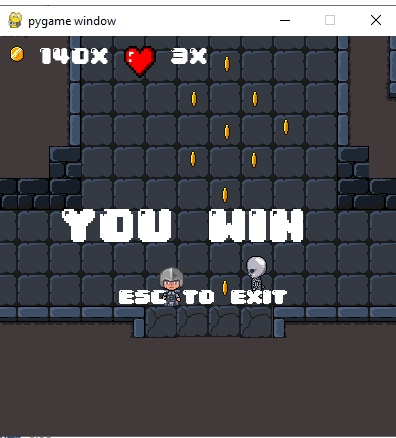 pygame window
140X 3X
YOU WIN
ESC TO EXIT